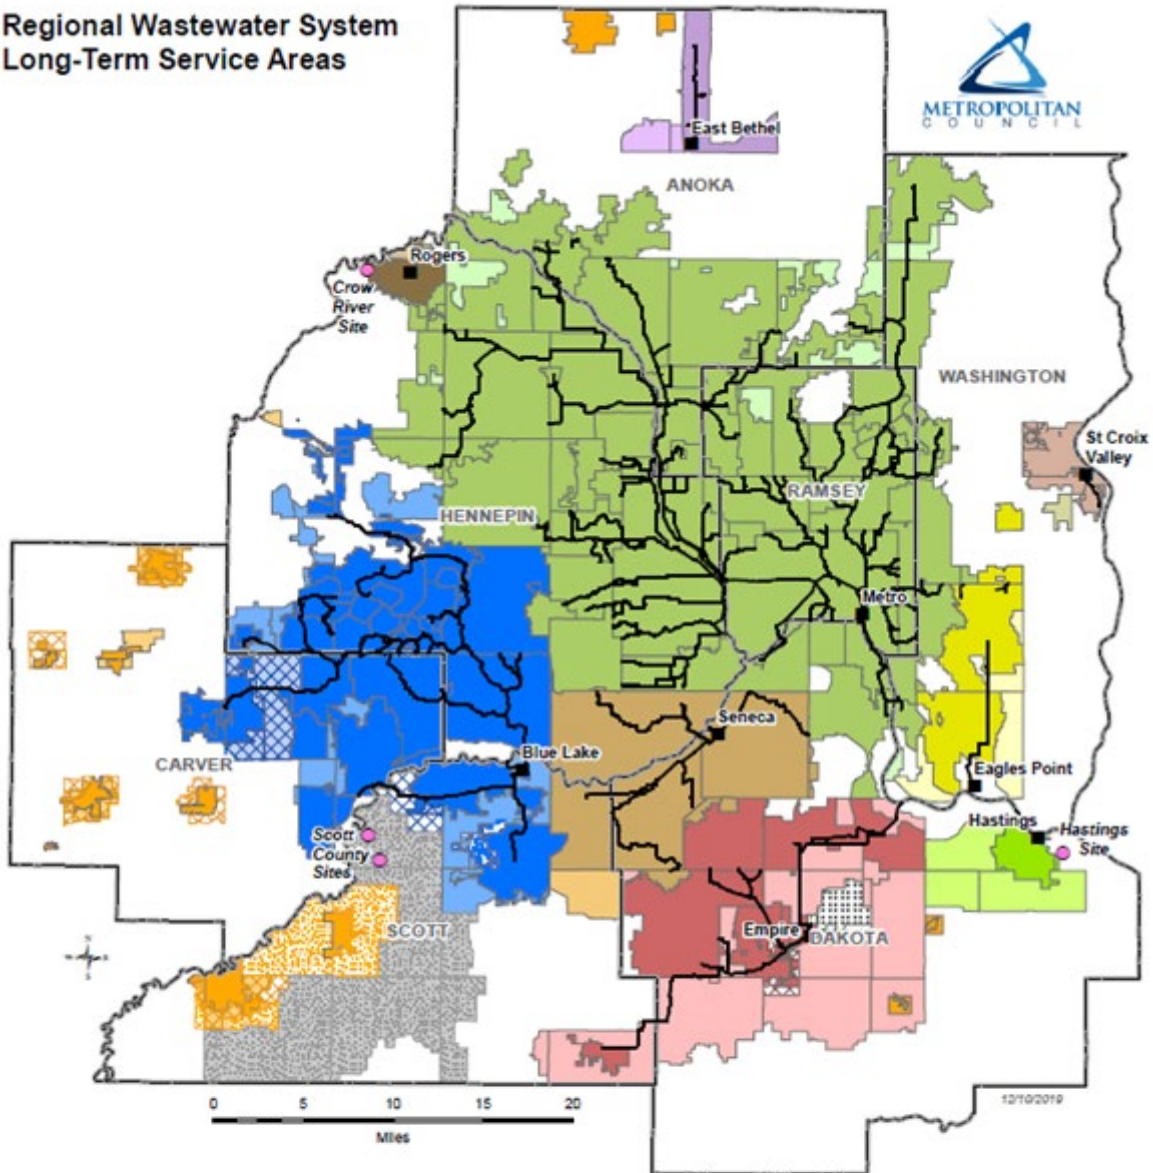 Regional Wastewater System
Long-Term Service Areas
METROPOLITAN
COUNCIL
East Bethel
ANOKA
Rogers
Crow
River
Site
WASHINGTON
St Croix
Valley
RAMSEY
HENNEPIN
Metro
Seneca
Blue Lake
CARVER
Eagles Point
Hastings
Hastings
Site
Scott
County
Sites
SCOTT
Empire
DAKOTA
0 5 10 15 20
Miles
12/10/2019